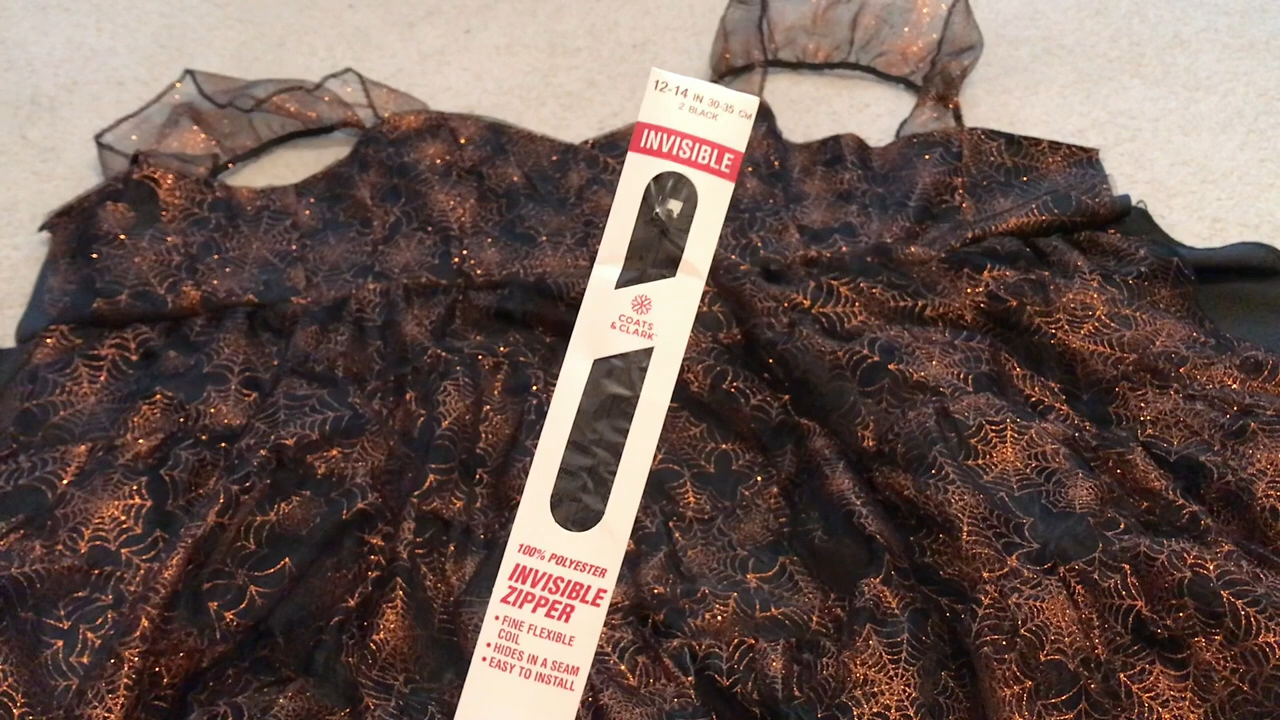 12-14 IN 30-35 CM
2 BLACK
INVISIBLE
COATS
& CLARK
100% POLYESTER
INVISIBLE
ZIPPER
• FINE FLEXIBLE
COIL
• HIDES IN A SEAM
• EASY TO INSTALL